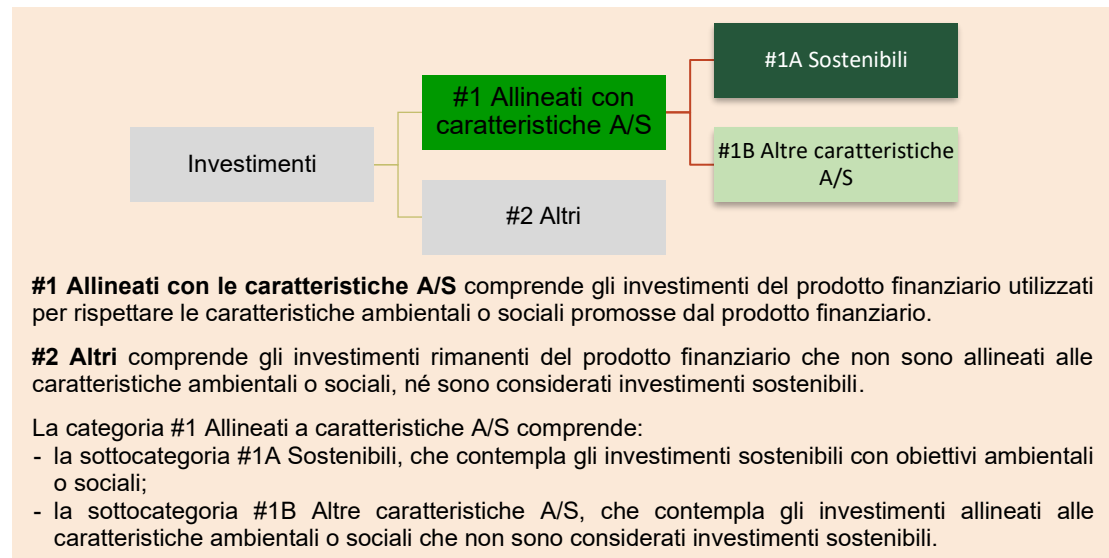 #1A Sostenibili
#1 Allineati con
caratteristiche A/S
Investimenti
#1B Altre caratteristiche
A/S
#2 Altri
#1 Allineati con le caratteristiche A/S comprende gli investimenti del prodotto finanziario utilizzati
per rispettare le caratteristiche ambientali o sociali promosse dal prodotto finanziario.
#2 Altri comprende gli investimenti rimanenti del prodotto finanziario che non sono allineati alle
caratteristiche ambientali o sociali, né sono considerati investimenti sostenibili.
La categoria #1 Allineati a caratteristiche A/S comprende:
- la sottocategoria #1A Sostenibili, che contempla gli investimenti sostenibili con obiettivi ambientali
o sociali;
- la sottocategoria #1B Altre caratteristiche A/S, che contempla gli investimenti allineati alle
caratteristiche ambientali o sociali che non sono considerati investimenti sostenibili.